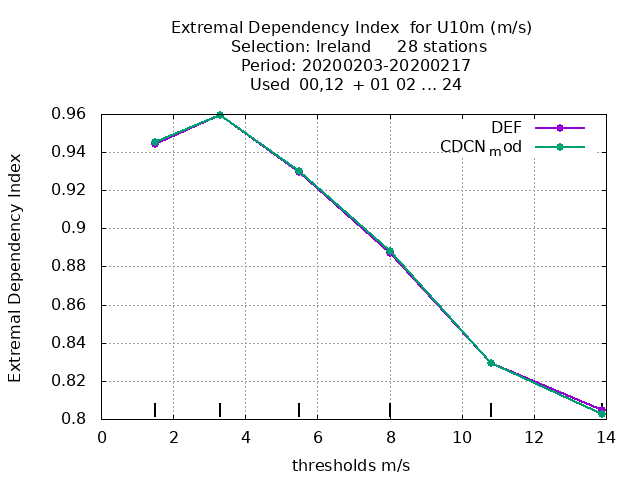 Extremal Dependency Index  for U10m (m/s)
Selection: Ireland     28 stations
Period: 20200203-20200217
Used  00,12  + 01 02 ... 24
DEF
CDCNmod
Extremal Dependency Index
0.96
0.94
0.92
0.9
0.88
0.86
0.84
0.82
0.8
0 2 4 6 8 10 12 14
thresholds m/s